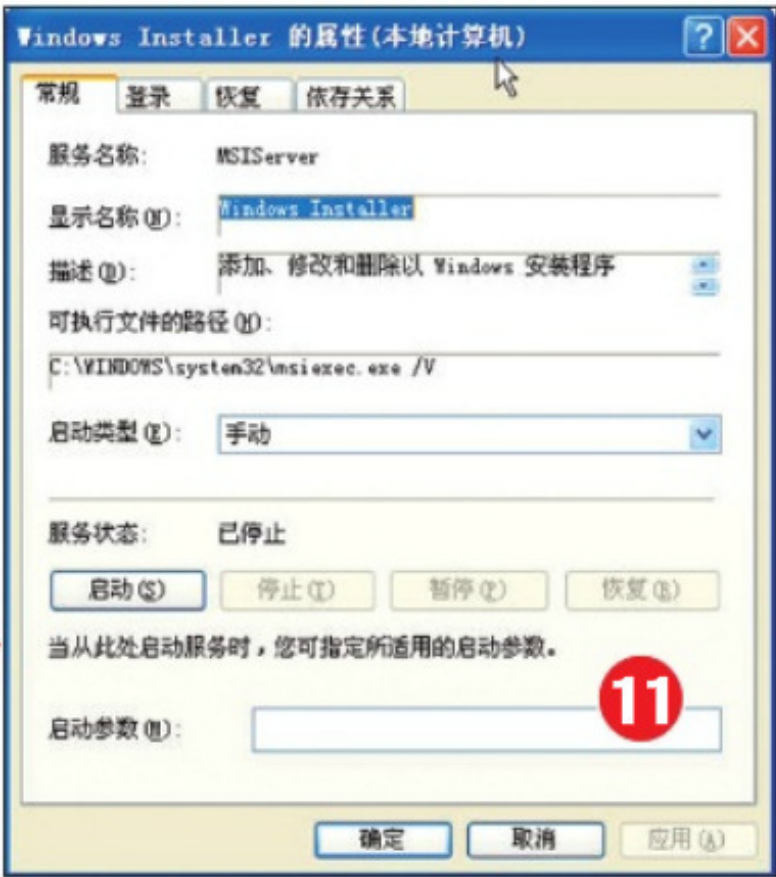 Windows Installer 的属性(本地计算机)
常规 登录 恢复 依存关系
服务名称: MSIServer
显示名称(N): Windows Installer
描述(D): 添加、修改和删除以 Windows 安装程序
可执行文件的路径(H):
C:\WINDOWS\system32\msiexec.exe /V
启动类型(E): 手动
服务状态: 已停止
启动(S) 停止(T) 暂停(P) 恢复(R)
当从此处启动服务时，您可指定所适用的启动参数。
11
启动参数(M):
确定 取消 应用(A)